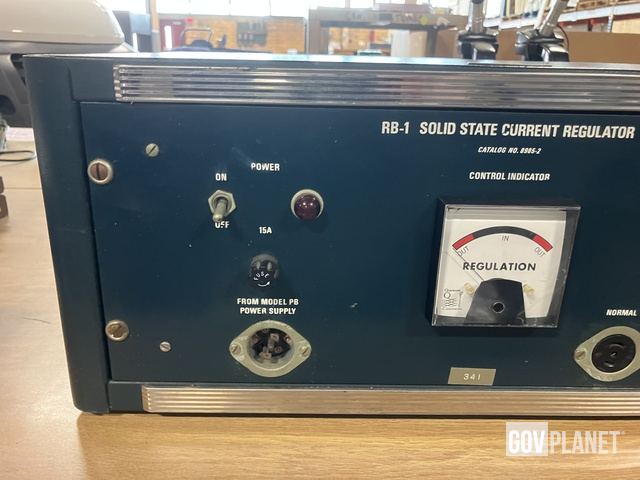 RB-1 SOLID STATE CURRENT REGULATOR
CATALOG NO. 8985-2
POWER
ON
OFF
CONTROL INDICATOR
15A
FUSE
OUT
IN
OUT
REGULATION
FROM MODEL PB
POWER SUPPLY
NORMAL
341
GOVPLANET